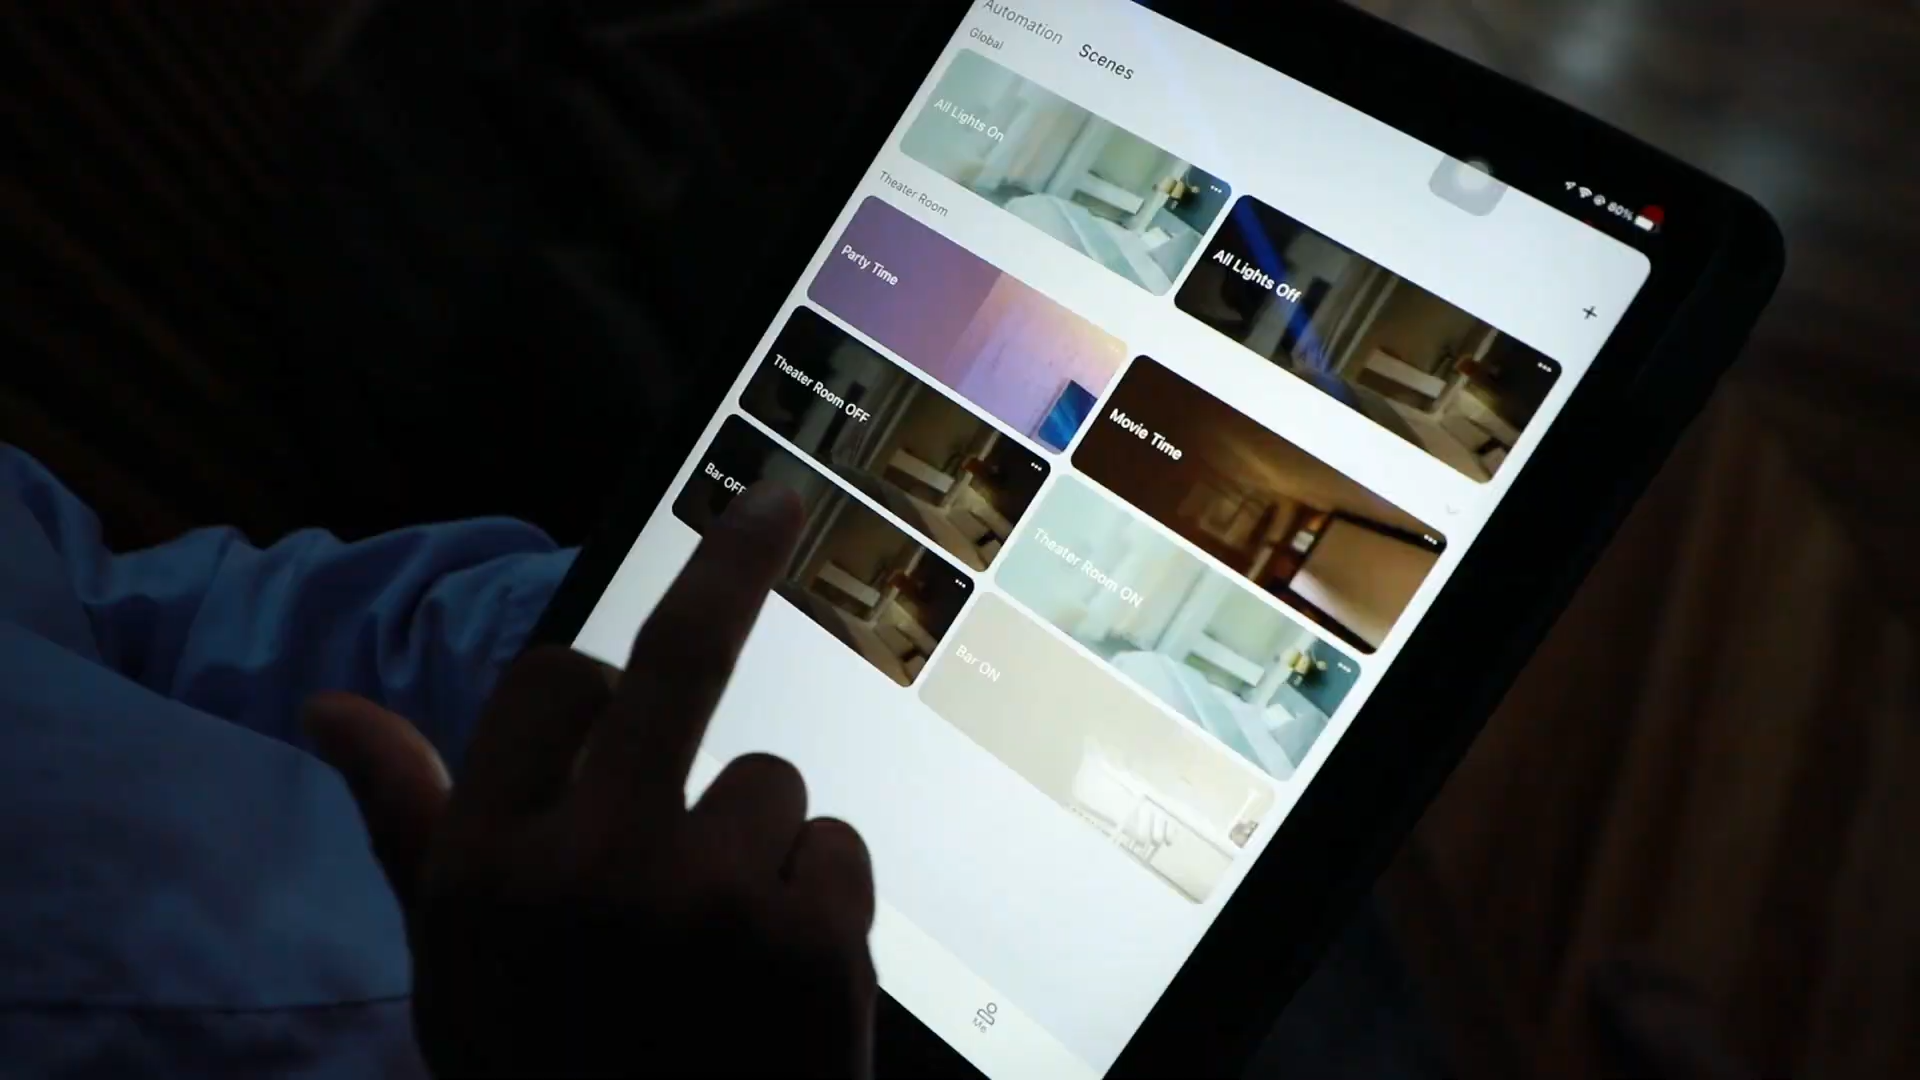 80%
Automation Scenes
Global
All Lights On
All Lights Off
Theater Room
Party Time
Movie Time
Theater Room OFF
Theater Room ON
Bar OFF
Bar ON
Me